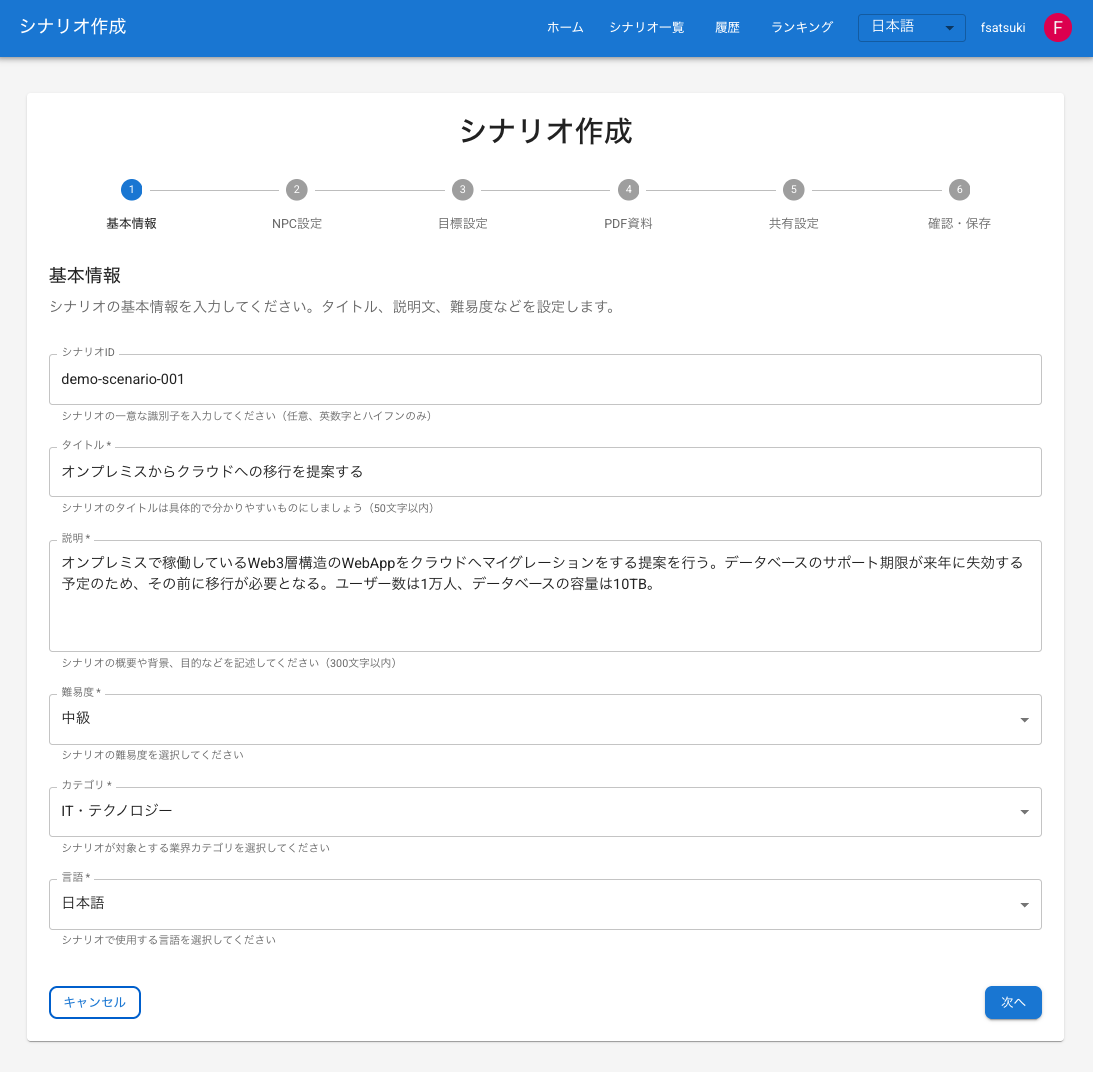 シナリオ作成
ホーム シナリオ一覧 履歴 ランキング 日本語 fsatsuki F
シナリオ作成
1 2 3 4 5 6
基本情報 NPC設定 目標設定 PDF資料 共有設定 確認・保存
基本情報
シナリオの基本情報を入力してください。タイトル、説明文、難易度などを設定します。
シナリオID
demo-scenario-001
シナリオの一意な識別子を入力してください（任意、英数字とハイフンのみ）
タイトル *
オンプレミスからクラウドへの移行を提案する
シナリオのタイトルは具体的で分かりやすいものにしましょう（50文字以内）
説明 *
オンプレミスで稼働しているWeb3層構造のWebAppをクラウドへマイグレーションをする提案を行う。データベースのサポート期限が来年に失効する
予定のため、その前に移行が必要となる。ユーザー数は1万人、データベースの容量は10TB。
シナリオの概要や背景、目的などを記述してください（300文字以内）
難易度 *
中級
シナリオの難易度を選択してください
カテゴリ *
IT・テクノロジー
シナリオが対象とする業界カテゴリを選択してください
言語 *
日本語
シナリオで使用する言語を選択してください
キャンセル 次へ